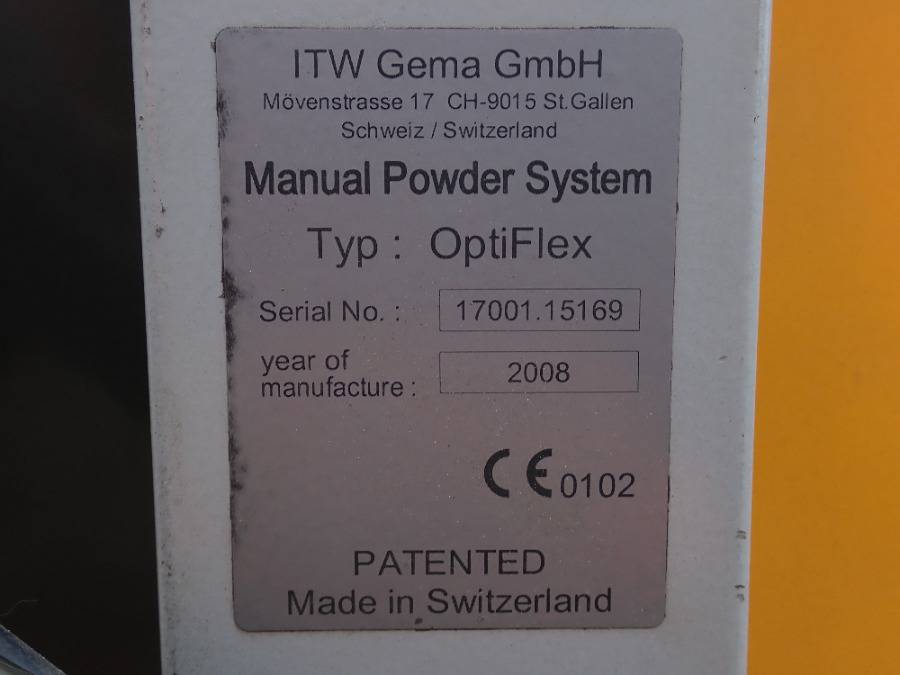 ITW Gema GmbH
Mövenstrasse 17 CH-9015 St.Gallen
Schweiz / Switzerland
Manual Powder System
Typ : OptiFlex
Serial No. : 17001.15169
year of
manufacture : 2008
CE 0102
PATENTED
Made in Switzerland